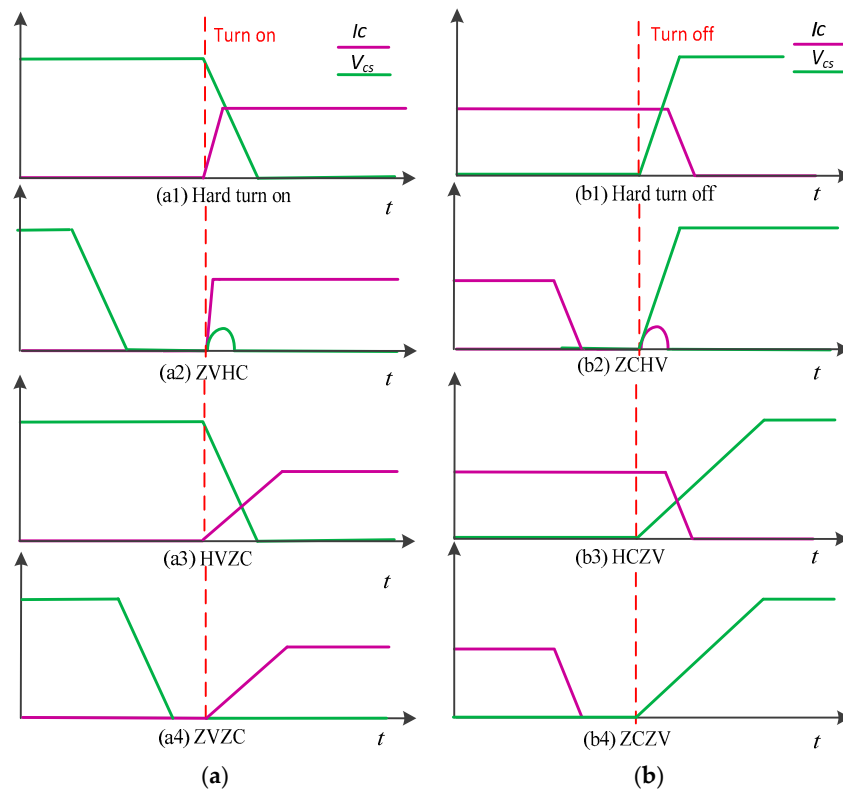 Turn on
Ic
Vcs
(a1) Hard turn on
t
(a2) ZVHC
t
(a3) HVZC
t
(a4) ZVZC
t
(a)
Turn off
Ic
Vcs
(b1) Hard turn off
t
(b2) ZCHV
t
(b3) HCZV
t
(b4) ZCZV
t
(b)